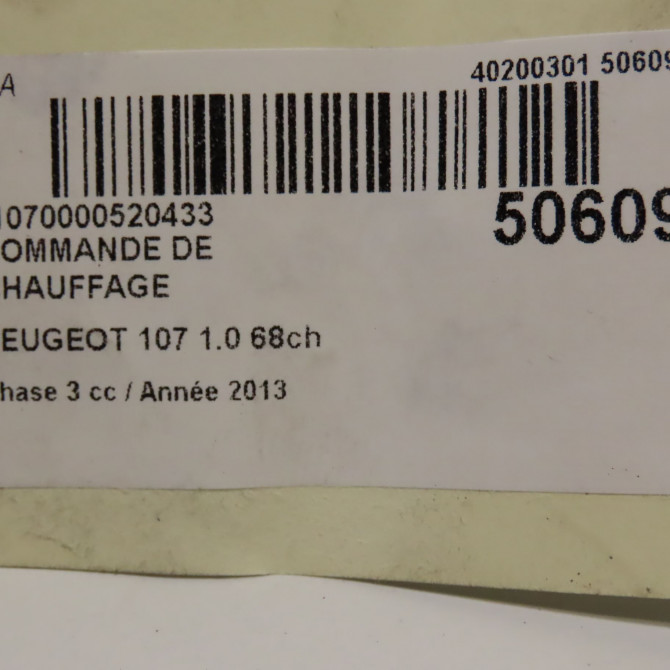 A
40200301 50609
1070000520433
50609
OMMANDE DE
HAUFFAGE
EUGEOT 107 1.0 68ch
hase 3 cc / Année 2013